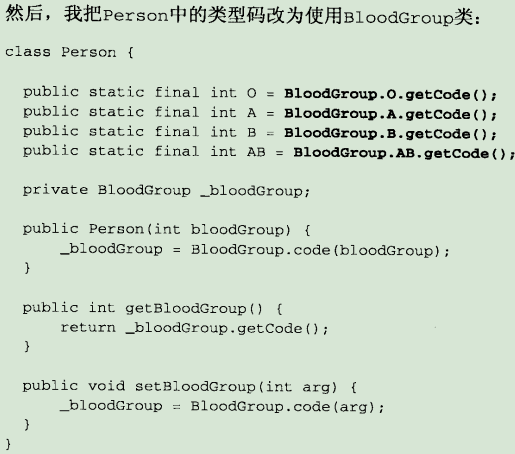 然后，我把Person中的类型码改为使用BloodGroup类：
class Person {
public static final int O = BloodGroup.O.getCode();
public static final int A = BloodGroup.A.getCode();
public static final int B = BloodGroup.B.getCode();
public static final int AB = BloodGroup.AB.getCode();
private BloodGroup _bloodGroup;
public Person(int bloodGroup) {
_bloodGroup = BloodGroup.code(bloodGroup);
}
public int getBloodGroup() {
return _bloodGroup.getCode();
}
public void setBloodGroup(int arg) {
_bloodGroup = BloodGroup.code(arg);
}
}